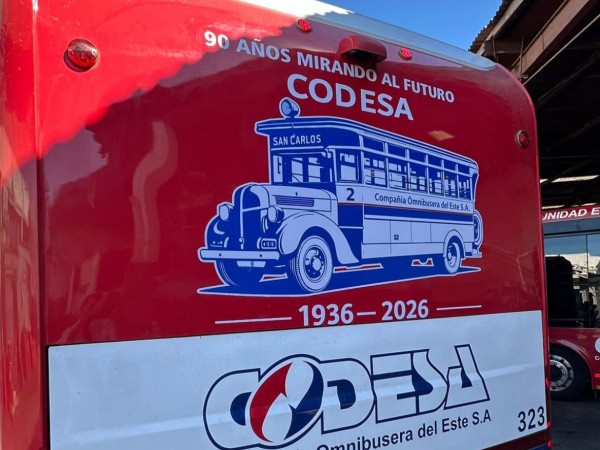 90 AÑOS MIRANDO AL FUTURO
CODESA
SAN CARLOS
2
Compañía Ómnibusera del Este S.A.
1936 - 2026
CODESA
Omnibusera del Este S.A
323
UNIDAD E